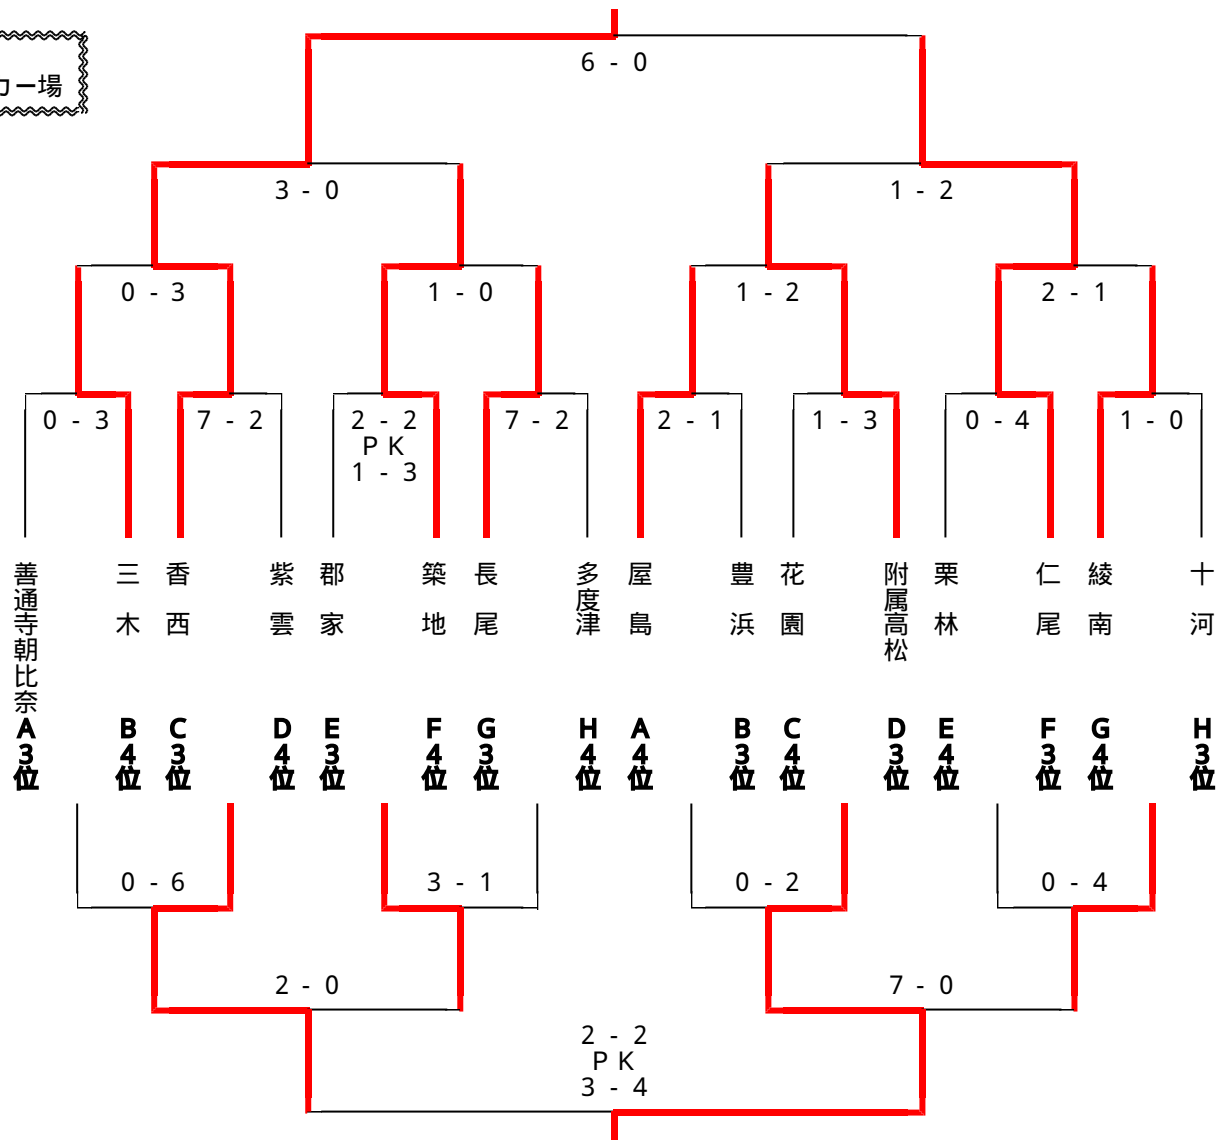 カー場
6 - 0
3 - 0
1 - 2
0 - 3
1 - 0
1 - 2
2 - 1
0 - 3
7 - 2
2 - 2
PK
1 - 3
7 - 2
2 - 1
1 - 3
0 - 4
1 - 0
善通寺朝比奈
三木
香西
紫雲
郡家
築地
長尾
多度津
屋島
豊浜
花園
附属高松
栗林
仁尾
綾南
十河
A3位
B4位
C3位
D4位
E3位
F4位
G3位
H4位
A4位
B3位
C4位
D3位
E4位
F3位
G4位
H3位
0 - 6
3 - 1
0 - 2
0 - 4
2 - 0
7 - 0
2 - 2
PK
3 - 4